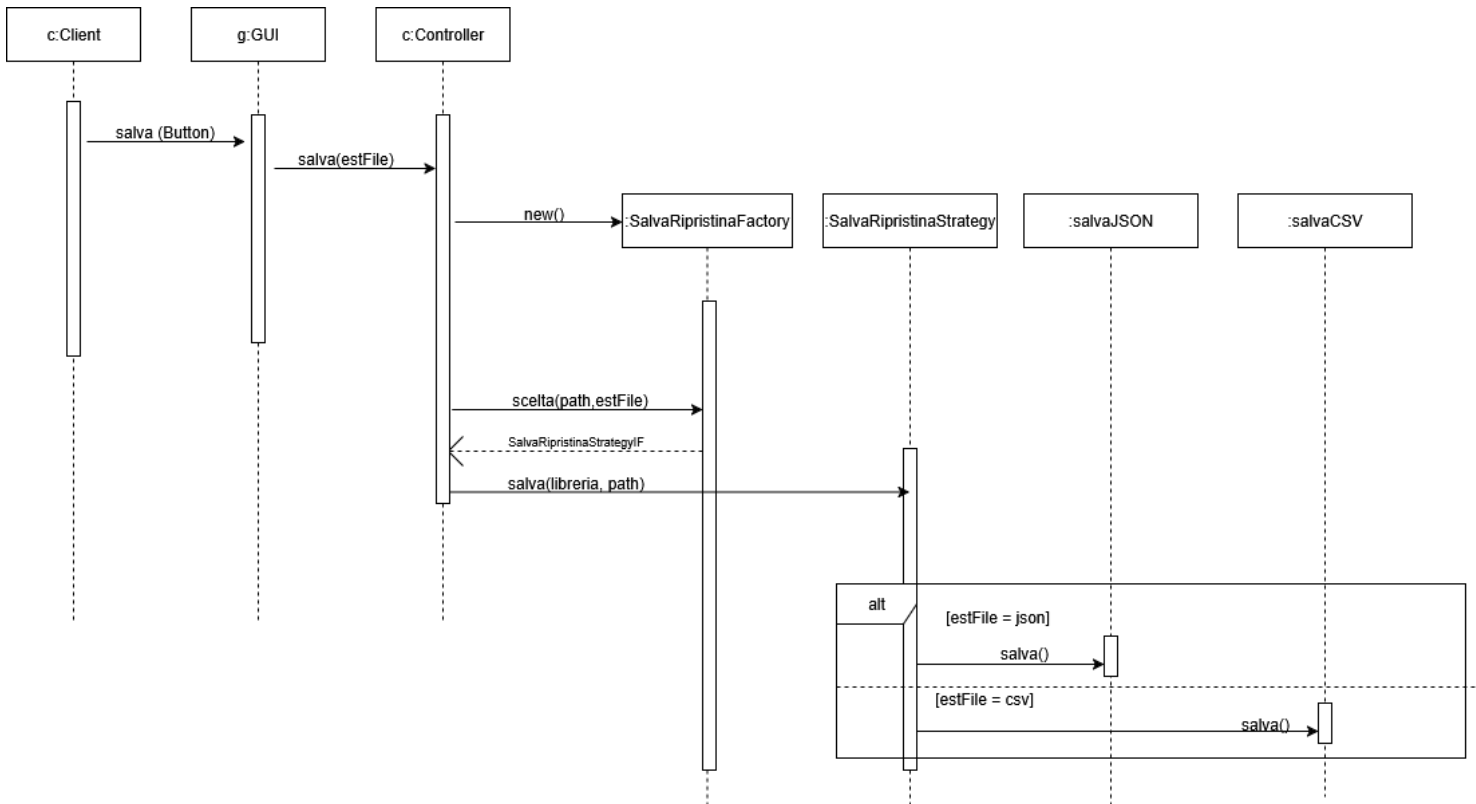 c:Client
g:GUI
c:Controller
salva (Button)
salva(estFile)
new()
:SalvaRipristinaFactory
:SalvaRipristinaStrategy
:salvaJSON
:salvaCSV
scelta(path,estFile)
SalvaRipristinaStrategyIF
salva(libreria, path)
alt
[estFile = json]
salva()
[estFile = csv]
salva()